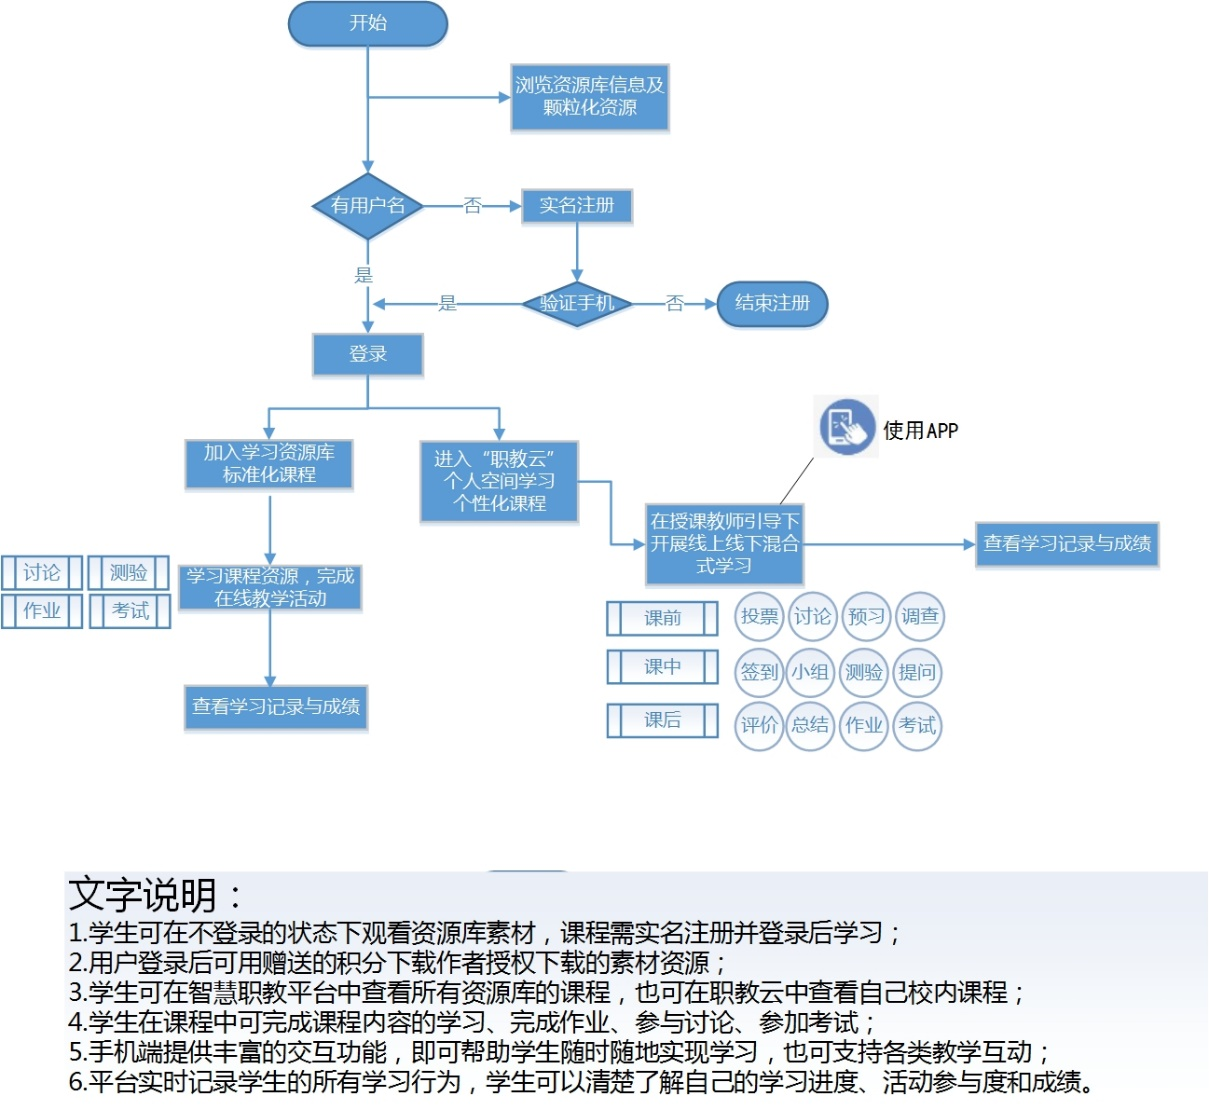 开始
浏览资源库信息及
颗粒化资源
有用户名
否
实名注册
是
是
验证手机
否
结束注册
登录
使用APP
加入学习资源库
标准化课程
进入“职教云”
个人空间学习
个性化课程
在授课教师引导下
开展线上线下混合
式学习
查看学习记录与成绩
讨论
测验
作业
考试
学习课程资源，完成
在线教学活动
课前
投票
讨论
预习
调查
课中
签到
小组
测验
提问
查看学习记录与成绩
课后
评价
总结
作业
考试
文字说明：
1.学生可在不登录的状态下观看资源库素材，课程需实名注册并登录后学习；
2.用户登录后可用赠送的积分下载作者授权下载的素材资源；
3.学生可在智慧职教平台中查看所有资源库的课程，也可在职教云中查看自己校内课程；
4.学生在课程中可完成课程内容的学习、完成作业、参与讨论、参加考试；
5.手机端提供丰富的交互功能，即可帮助学生随时随地实现学习，也可支持各类教学互动；
6.平台实时记录学生的所有学习行为，学生可以清楚了解自己的学习进度、活动参与度和成绩。